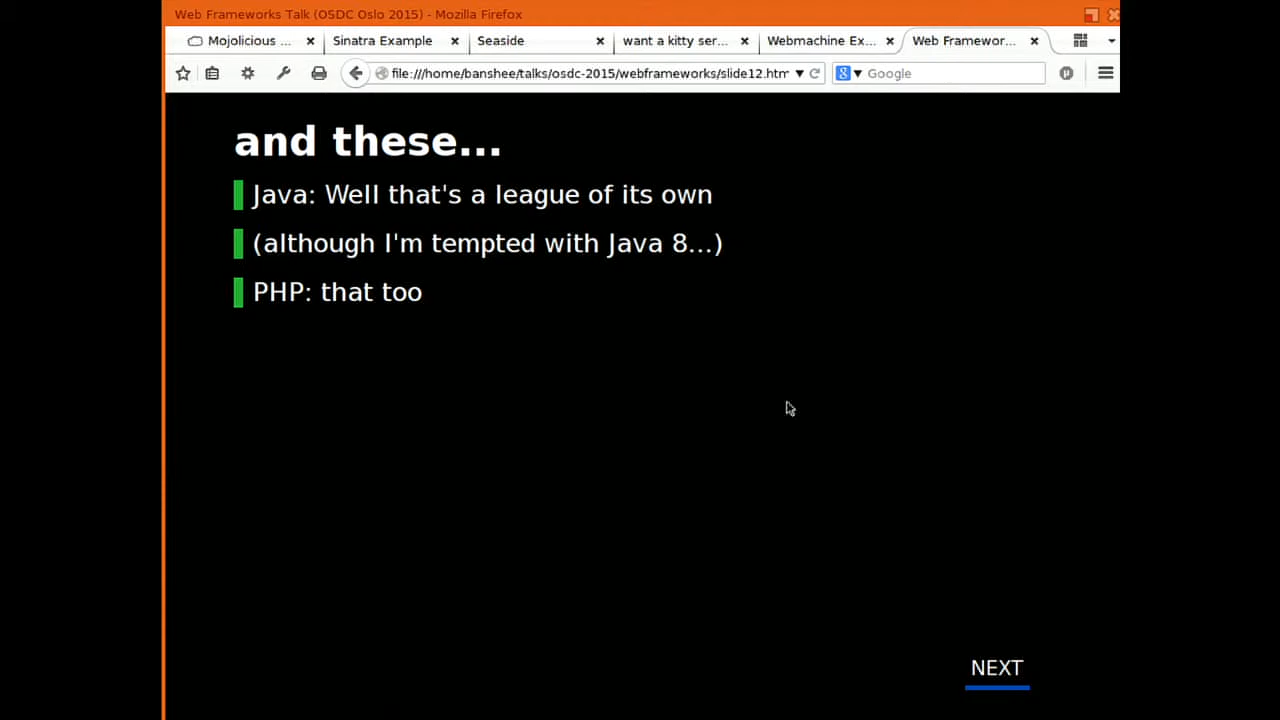 Web Frameworks Talk (OSDC Oslo 2015) - Mozilla Firefox
Mojolicious ... Sinatra Example Seaside want a kitty ser... Webmachine Ex... Web Framewor...
file:///home/banshee/talks/osdc-2015/webframeworks/slide12.htm Google
and these...
Java: Well that's a league of its own
(although I'm tempted with Java 8...)
PHP: that too
NEXT